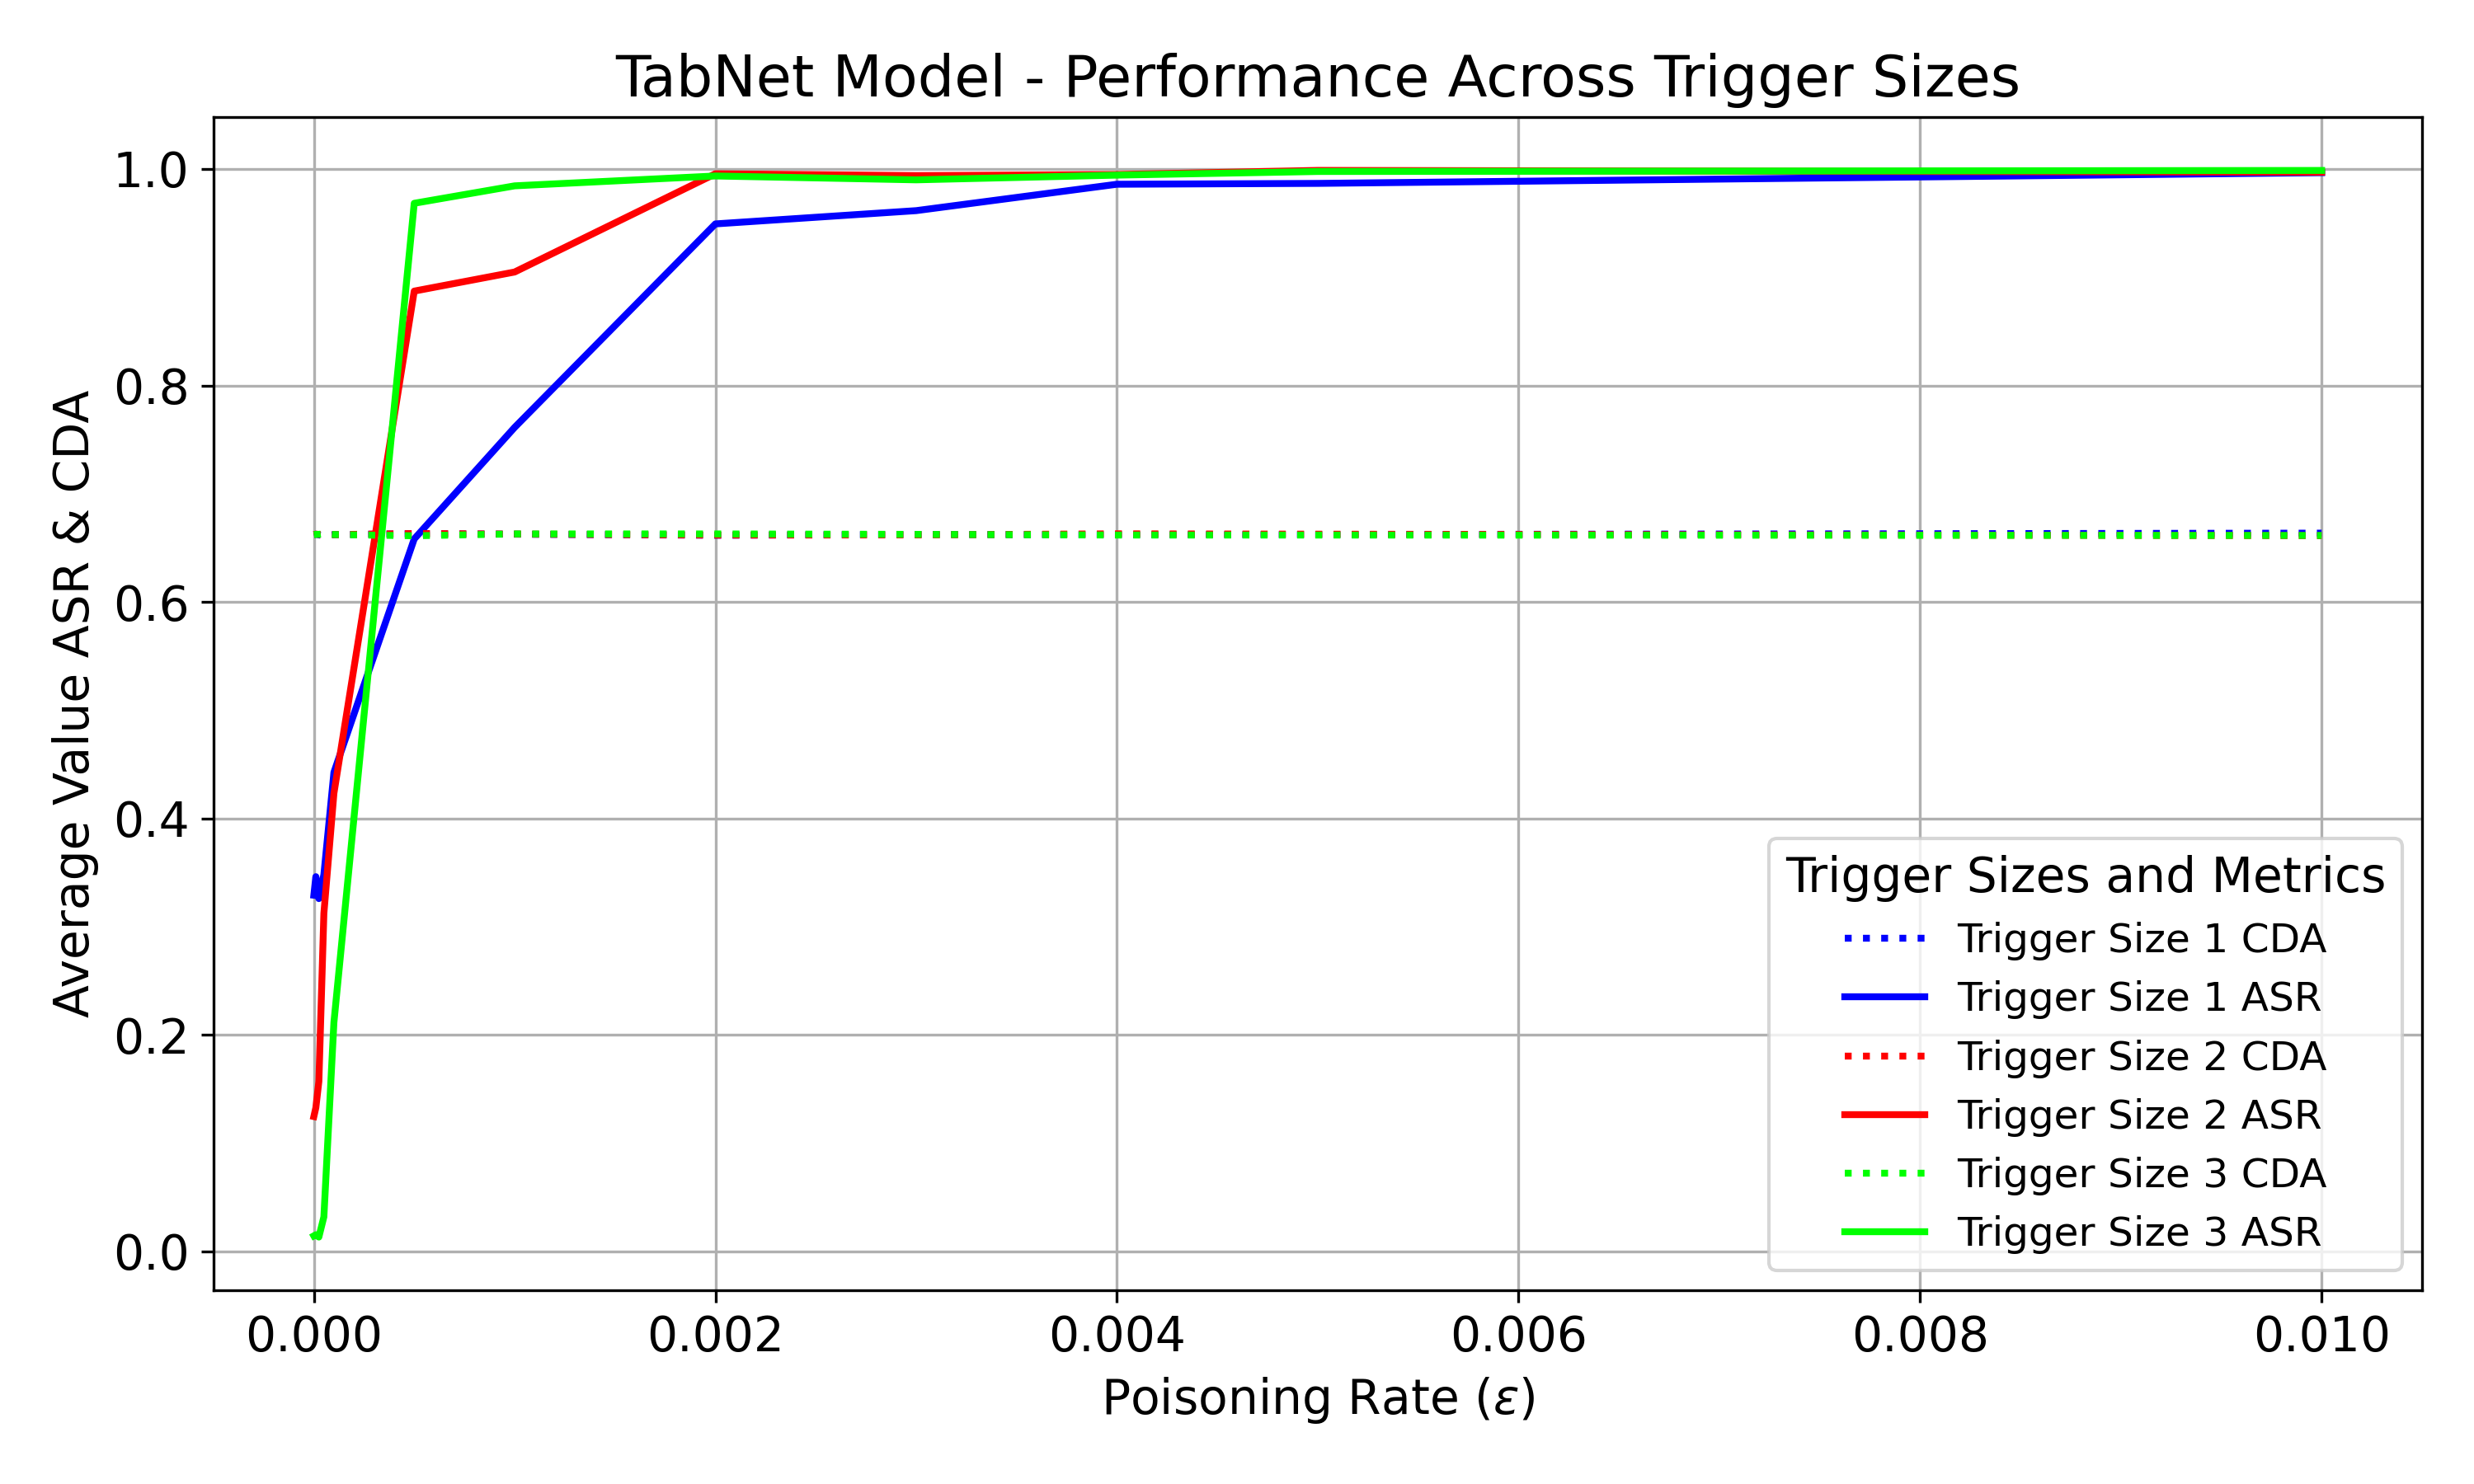 TabNet Model - Performance Across Trigger Sizes
Average Value ASR & CDA
1.0
0.8
0.6
0.4
0.2
0.0
Trigger Sizes and Metrics
Trigger Size 1 CDA
Trigger Size 1 ASR
Trigger Size 2 CDA
Trigger Size 2 ASR
Trigger Size 3 CDA
Trigger Size 3 ASR
0.000 0.002 0.004 0.006 0.008 0.010
Poisoning Rate (ε)